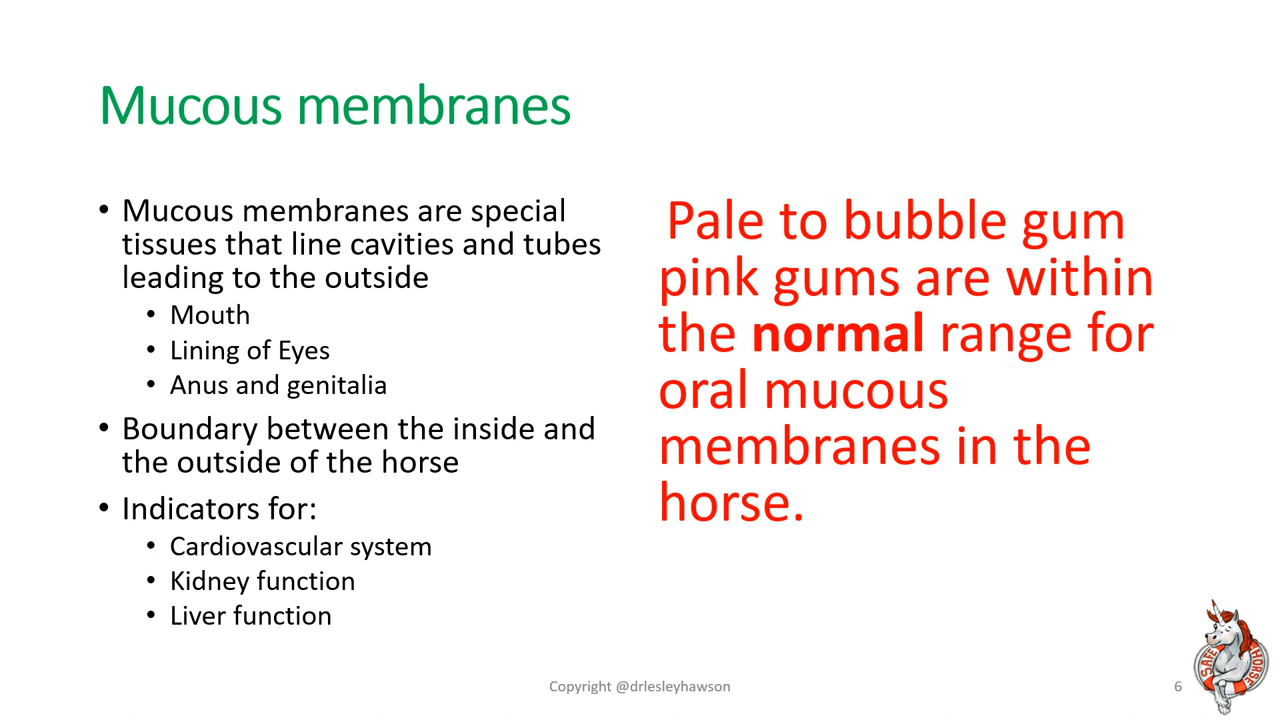 Mucous membranes
• Mucous membranes are special
tissues that line cavities and tubes
leading to the outside
• Mouth
• Lining of Eyes
• Anus and genitalia
• Boundary between the inside and
the outside of the horse
• Indicators for:
• Cardiovascular system
• Kidney function
• Liver function
Pale to bubble gum
pink gums are within
the normal range for
oral mucous
membranes in the
horse.
Copyright @drlesleyhawson
6
SAFE HORSE